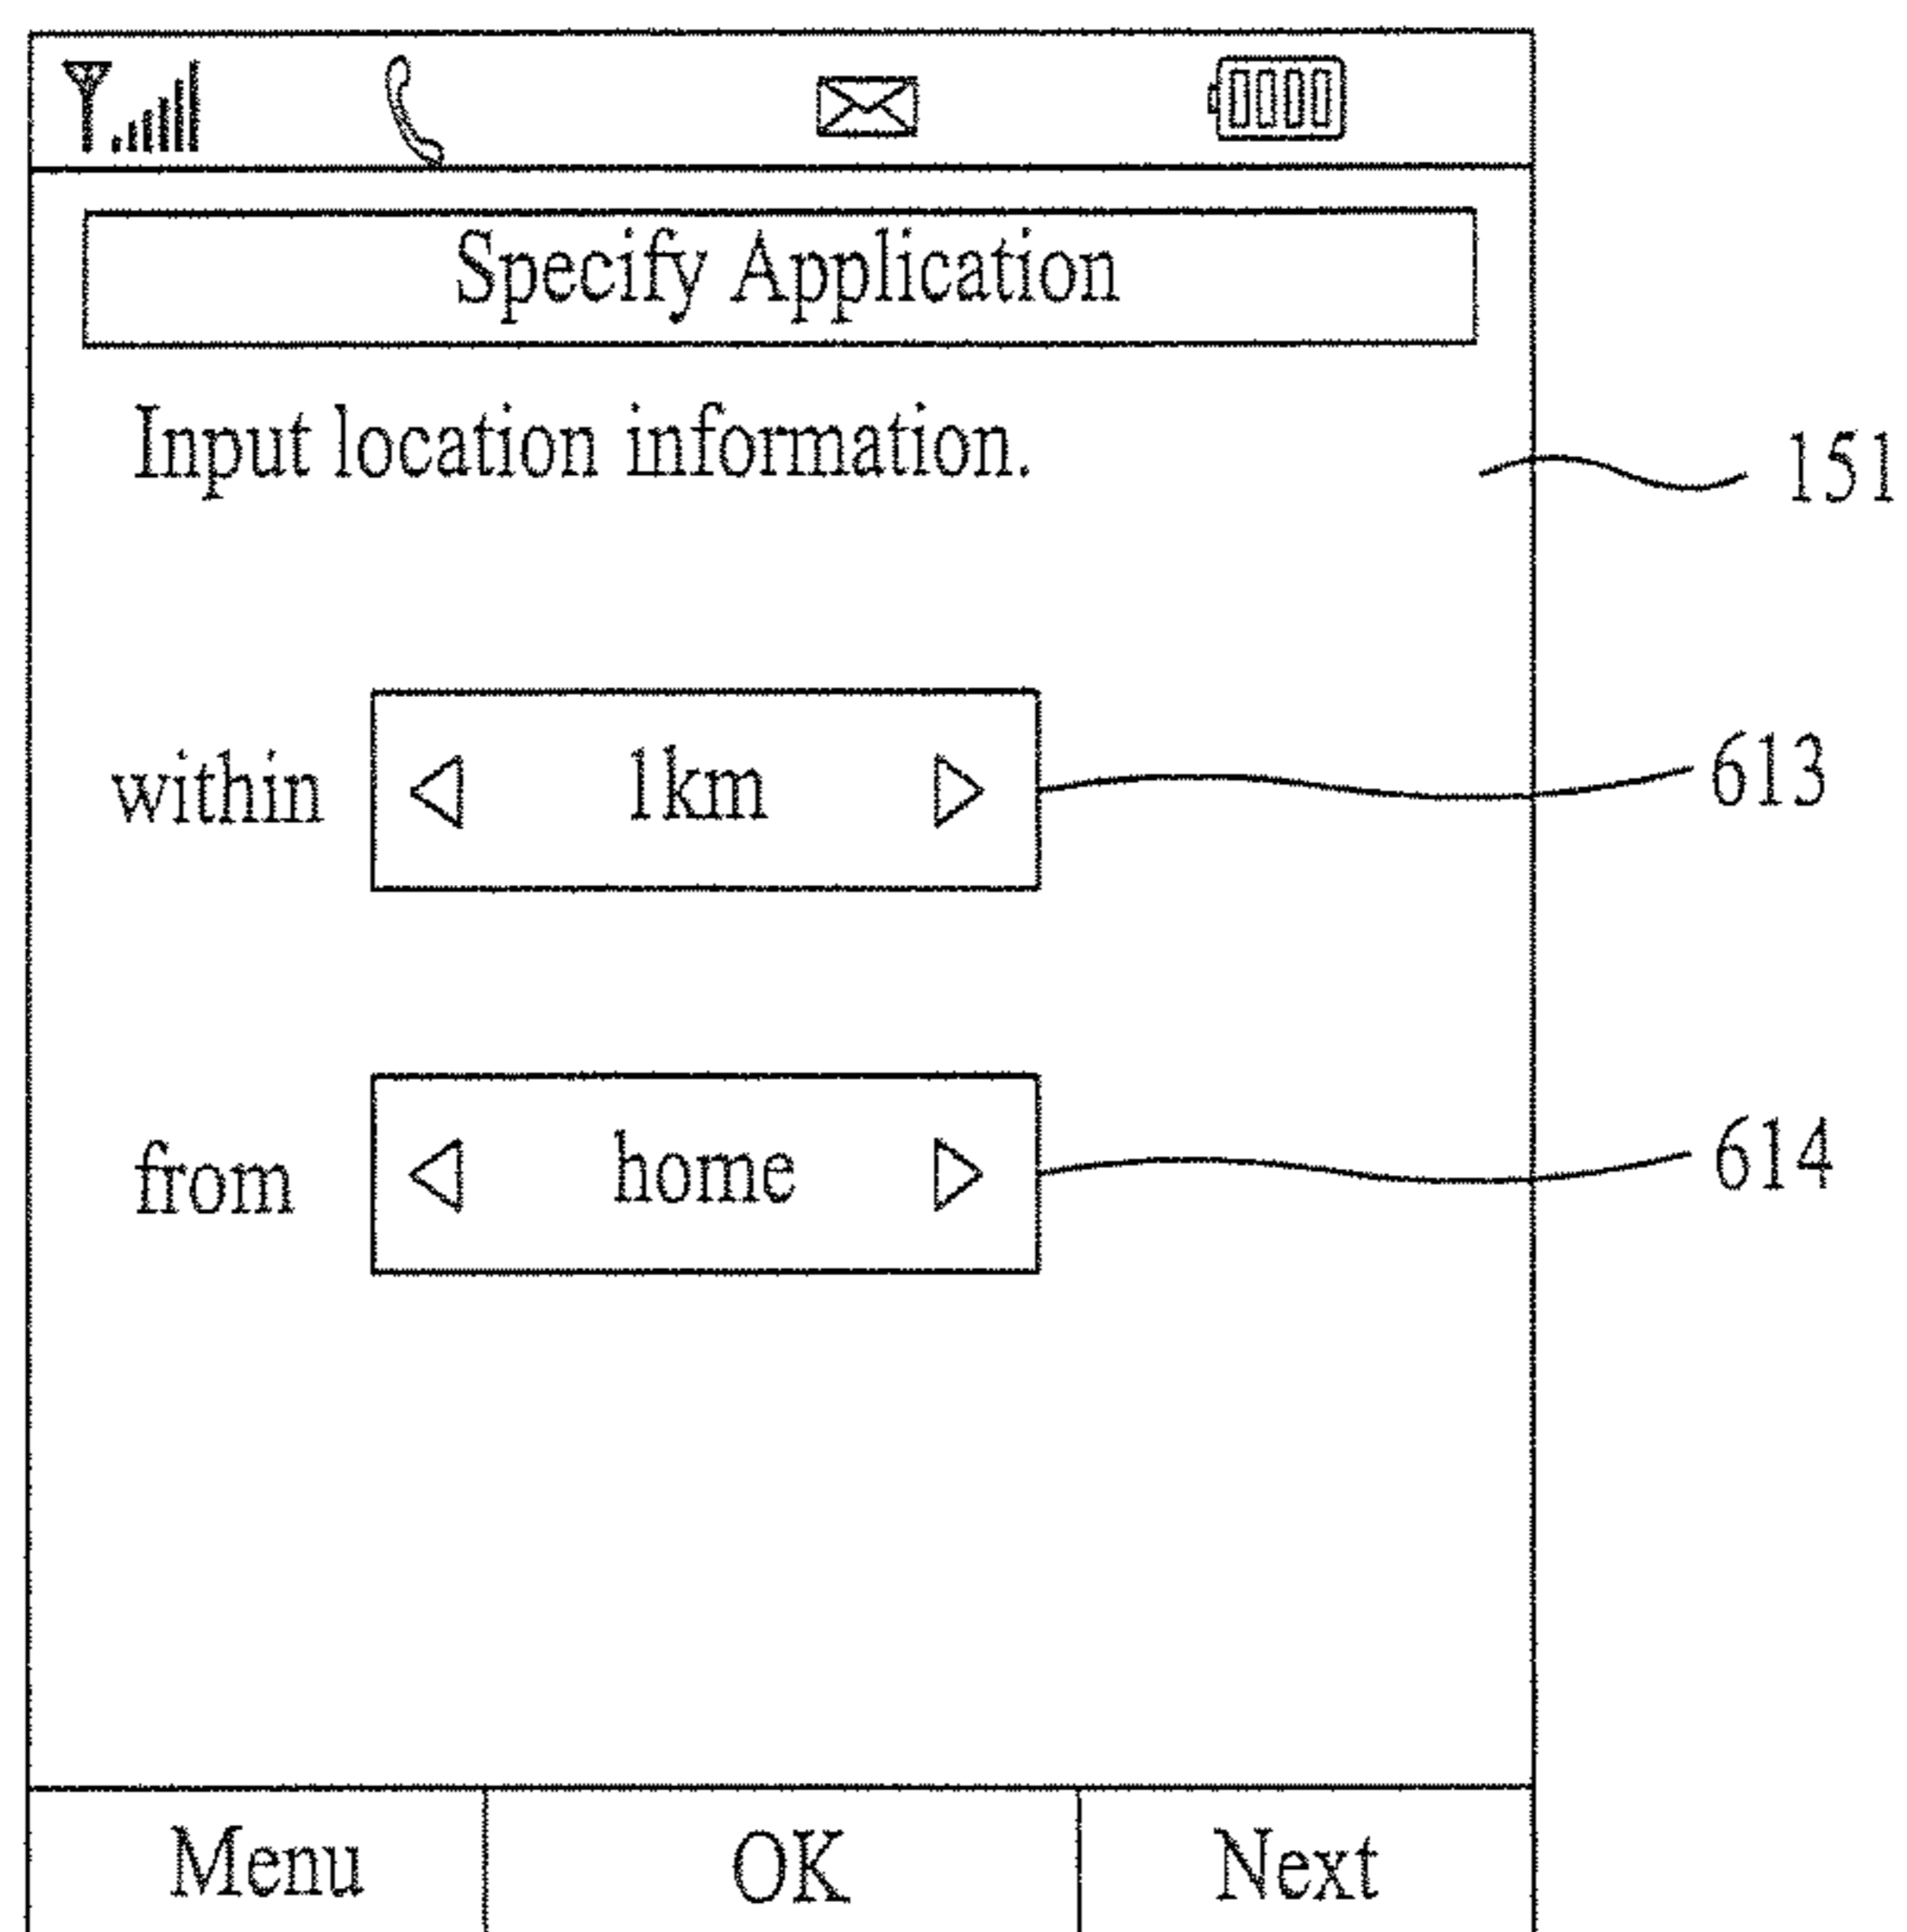 Specify Application
Input location information.
151
within 1km 613
from home 614
Menu OK Next